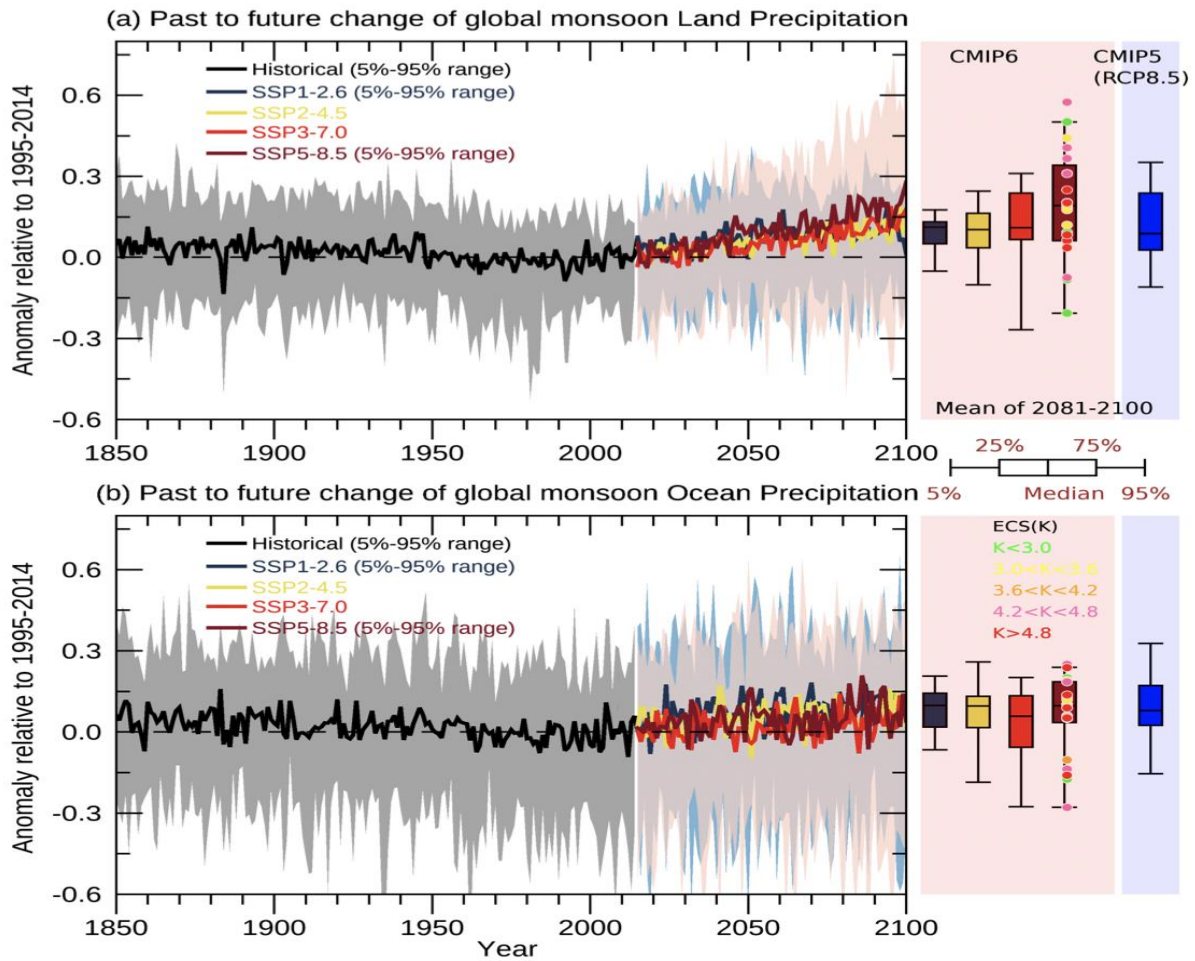 (a) Past to future change of global monsoon Land Precipitation
Anomaly relative to 1995-2014
0.6
0.3
0.0
-0.3
-0.6
Historical (5%-95% range)
SSP1-2.6 (5%-95% range)
SSP2-4.5
SSP3-7.0
SSP5-8.5 (5%-95% range)
1850
1900
1950
2000
2100
CMIP6
CMIP5
(RCP8.5)
Mean of 2081-2100
25%
75%
5%
Median
95%
(b) Past to future change of global monsoon Ocean Precipitation
Anomaly relative to 1995-2014
0.6
0.3
0.0
-0.3
-0.6
Historical (5%-95% range)
SSP1-2.6 (5%-95% range)
SSP2-4.5
SSP3-7.0
SSP5-8.5 (5%-95% range)
1850
1900
1950
2000
2050
2100
Year
ECS(K)
K<3.0
3.0<K<3.6
3.6<K<4.2
4.2<K<4.8
K>4.8